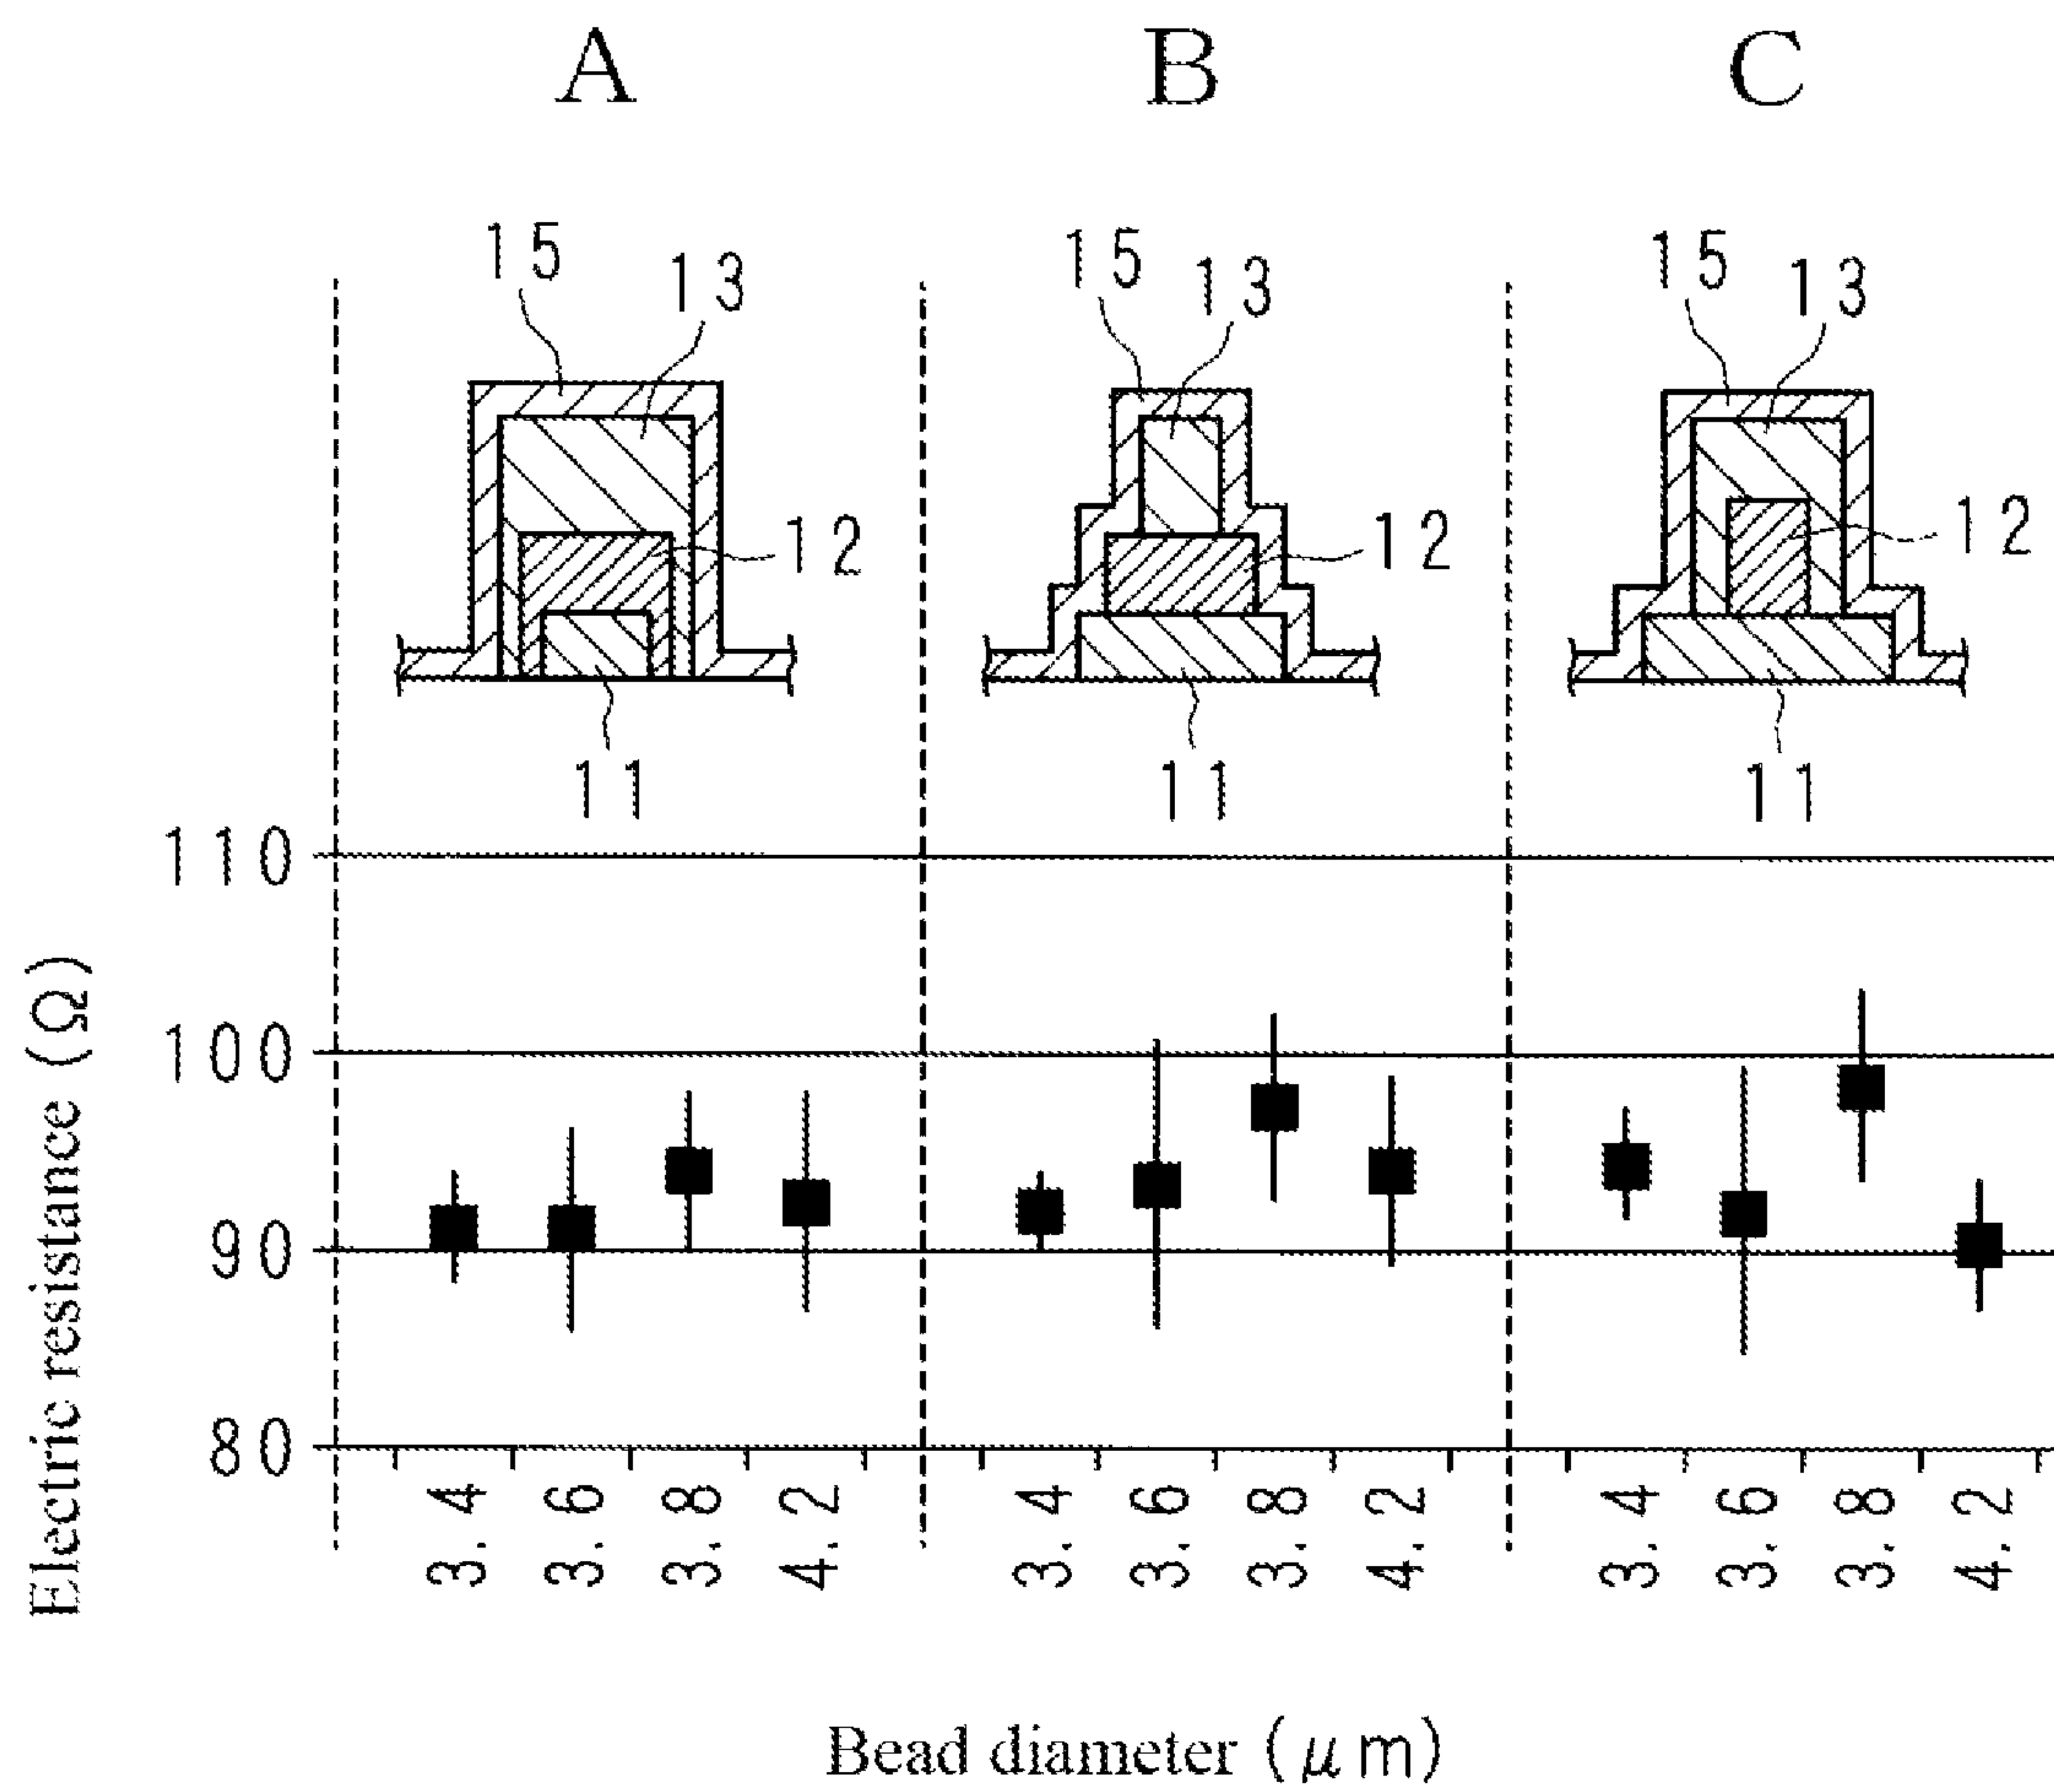 A B C
15 13 15 13 15 13
12 12 12
11 11 11
110
100
90
80
Electric resistance (Ω)
3.4 3.6 3.8 4.2 3.4 3.6 3.8 4.2 3.4 3.6 3.8 4.2
Bead diameter (μm)